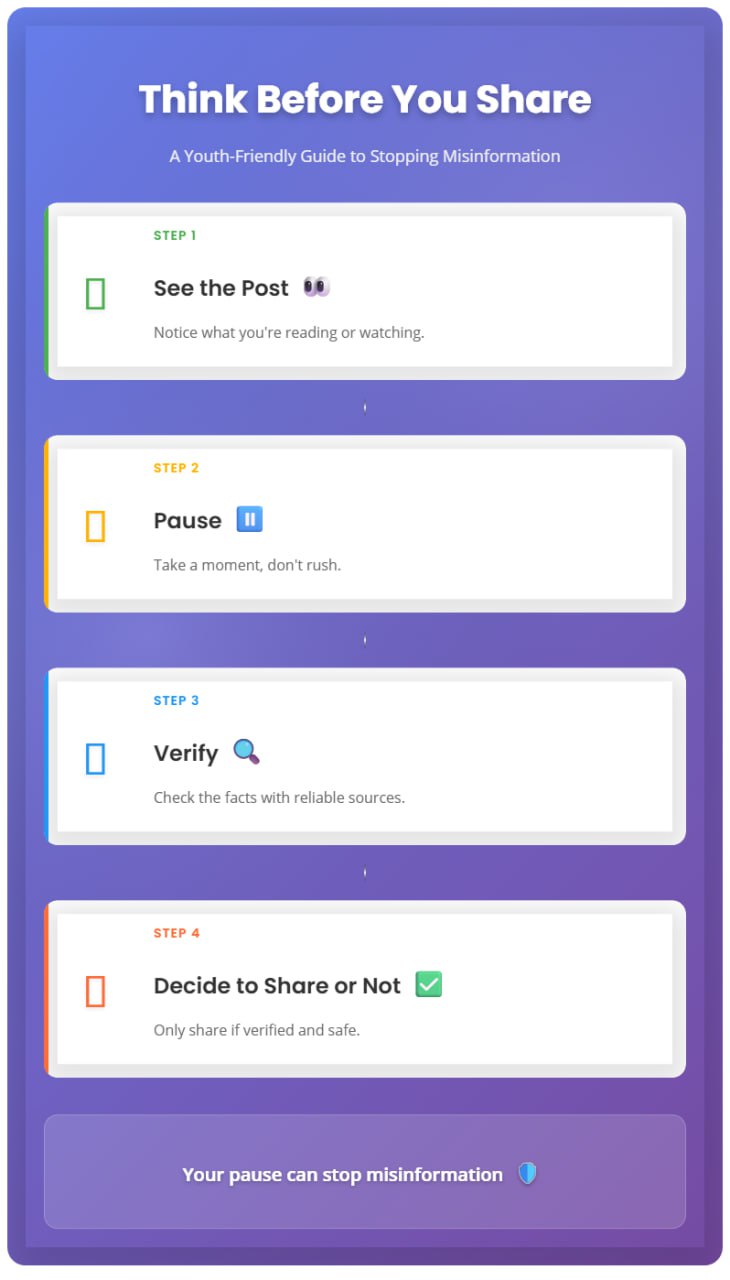 Think Before You Share
A Youth-Friendly Guide to Stopping Misinformation
STEP 1
See the Post 👀
Notice what you're reading or watching.
STEP 2
Pause ⏸️
Take a moment, don't rush.
STEP 3
Verify 🔍
Check the facts with reliable sources.
STEP 4
Decide to Share or Not ✅
Only share if verified and safe.
Your pause can stop misinformation 🛡️